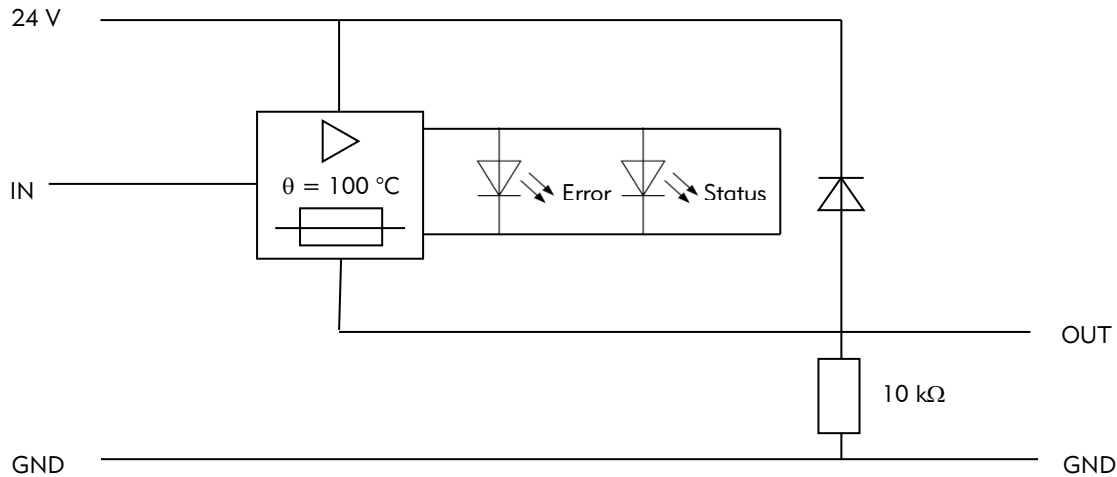 24 V
IN
θ = 100 °C
Error
Status
OUT
10 kΩ
GND
GND